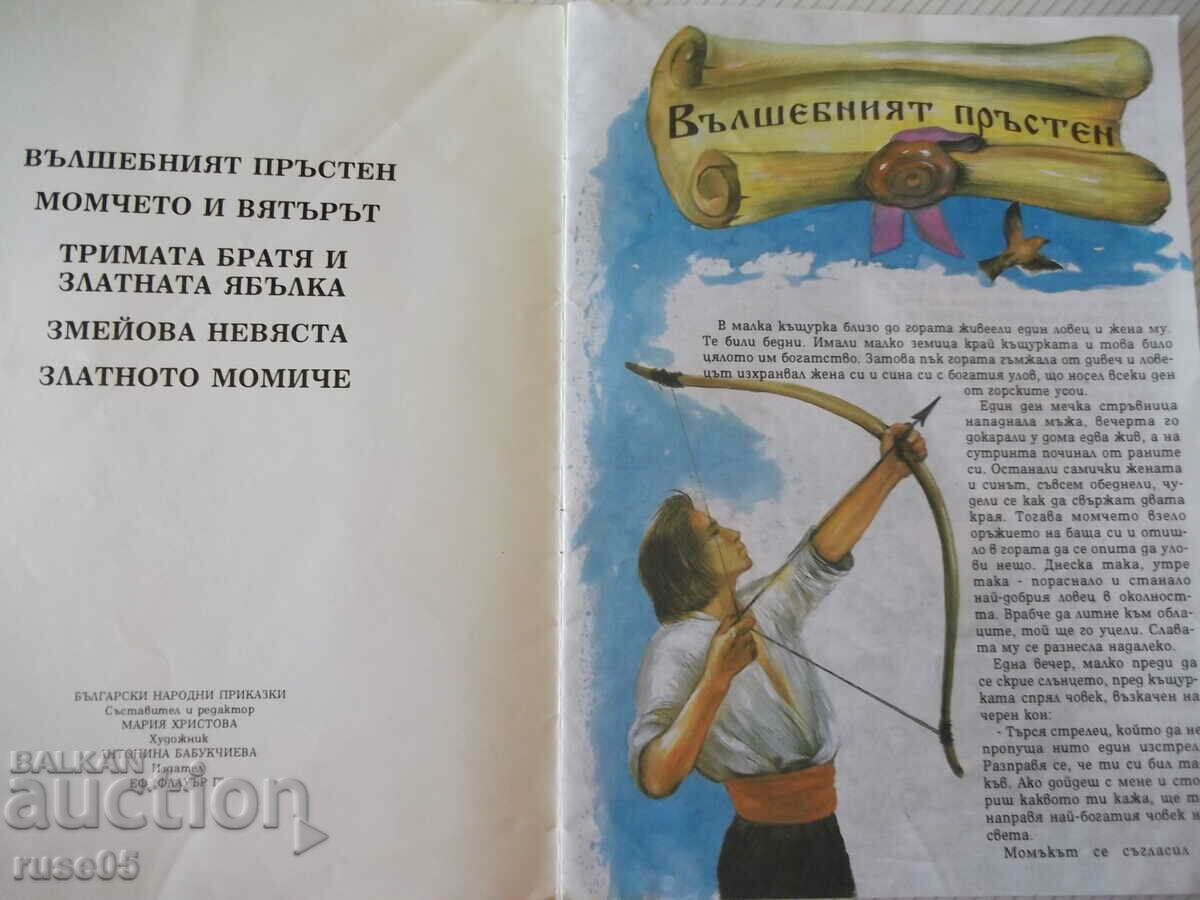 ВЪЛШЕБНИЯТ ПРЪСТЕН
МОМЧЕТО И ВЯТЪРЪТ
ТРИМАТА БРАТЯ И
ЗЛАТНАТА ЯБЪЛКА
ЗМЕЙОВА НЕВЯСТА
ЗЛАТНОТО МОМИЧЕ
БЪЛГАРСКИ НАРОДНИ ПРИКАЗКИ
Съставител и редактор
МАРИЯ ХРИСТОВА
Художник
АНТОНИНА БАБУКЧИЕВА
Издател
ЕФ "ФЛАУЪР
BALKAN
auction
ruse05
ВЪЛШЕБНИЯТ ПРЪСТЕН
В малка къщурка близо до гората живеели един ловец и жена му.
Те били бедни. Имали малко земица край къщурката и това било
цялото им богатство. Затова пък гората гъмжала от дивеч и лове-
цът изхранвал жена си и сина си с богатия улов, що носел всеки ден
от горските усои.
Един ден мечка стръвница
нападнала мъжа, вечерта го
докарали у дома едва жив, а на
сутринта починал от раните
си. Останали самички жената
и синът, съвсем обеднели, чу-
дели се как да свържат двата
края. Тогава момчето взело
оръжието на баща си и отиш-
ло в гората да се опита да уло-
ви нещо. Днеска така, утре
така - пораснало и станало
най-добрия ловец в околност-
та. Врабче да литне към обла-
ците, той ще го уцели. Слава-
та му се разнесла надалеко.
Една вечер, малко преди да
се скрие слънцето, пред къщур-
ката спрял човек, възкачен на
черен кон:
- Търся стрелец, който да не
пропуща нито един изстрел.
Разправя се, че ти си бил та-
къв. Ако дойдеш с мене и сто-
риш каквото ти кажа, ще т
направя най-богатия човек н
света.
Момъкът се съгласил